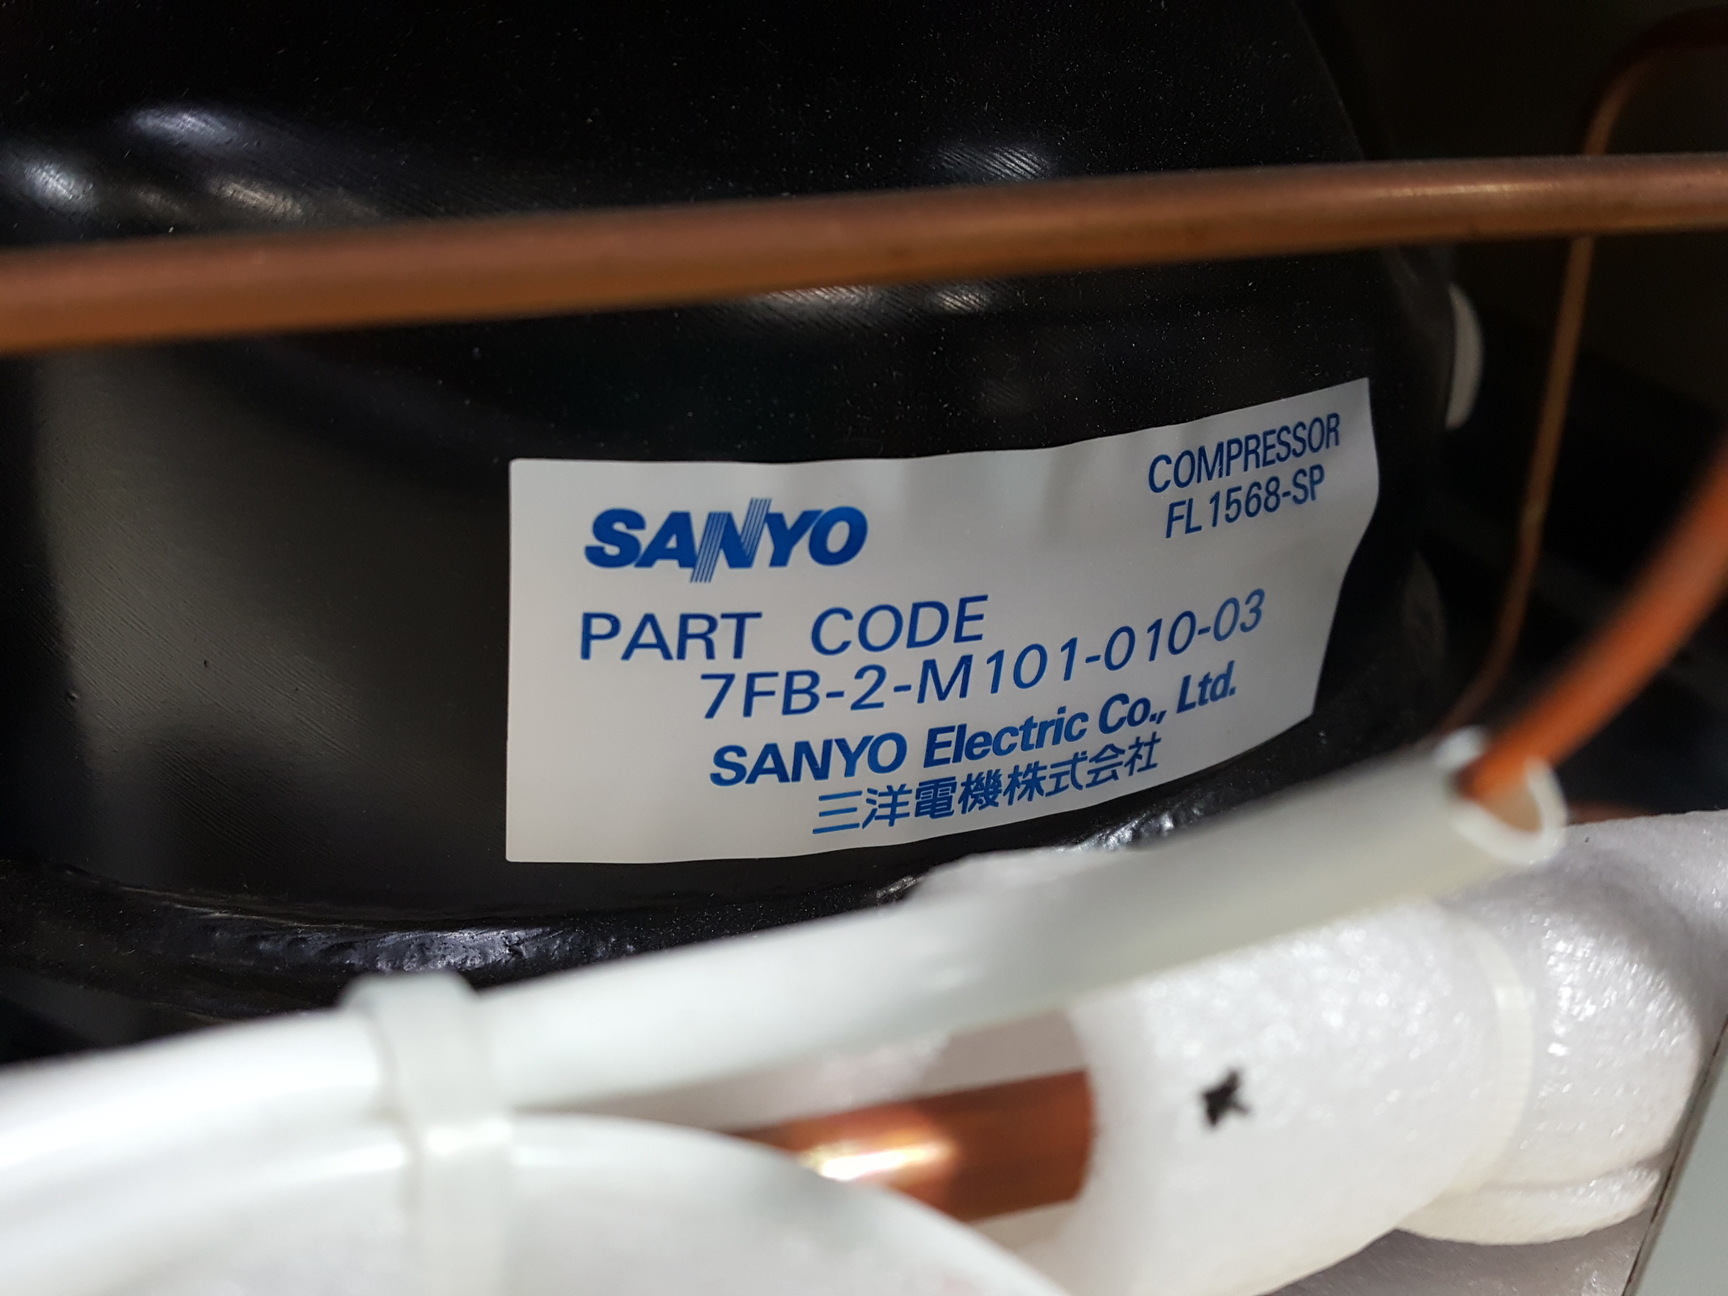 SANYO
COMPRESSOR
FL1568-SP
PART CODE
7FB-2-M101-010-03
SANYO Electric Co., Ltd.
三洋電機株式会社